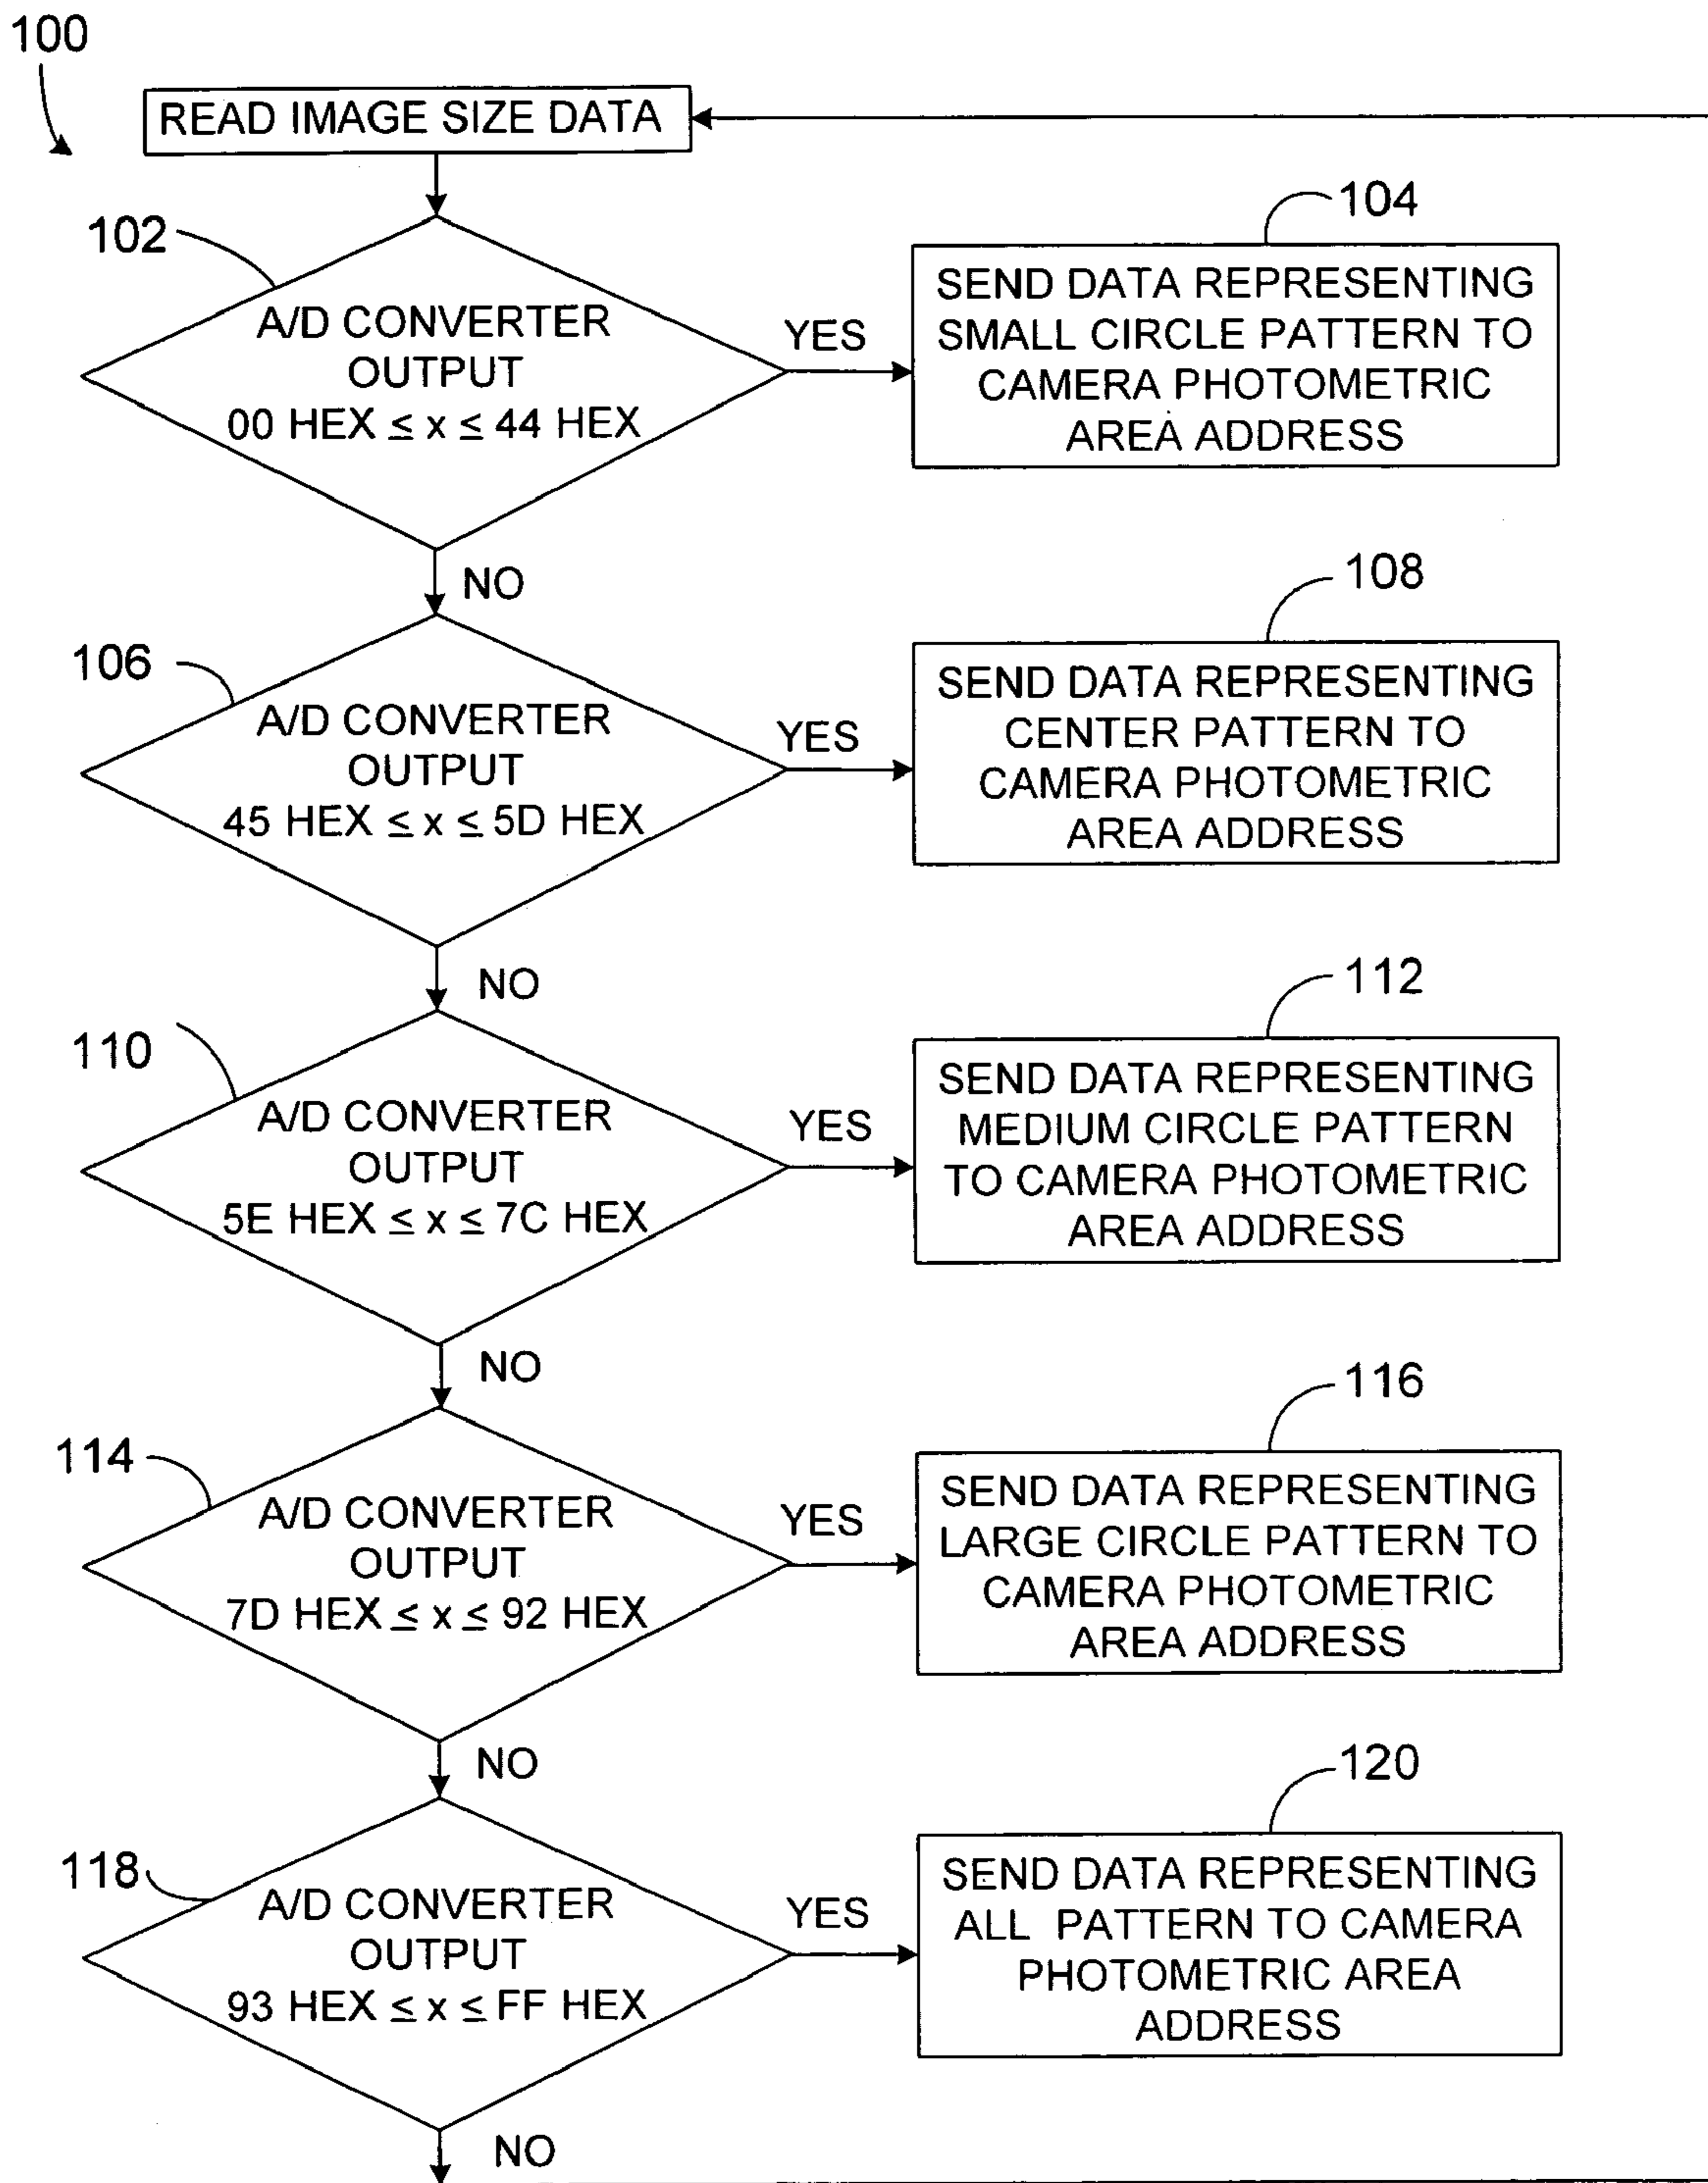 100
READ IMAGE SIZE DATA
102
A/D CONVERTER
OUTPUT
00 HEX ≤ x ≤ 44 HEX
YES
104
SEND DATA REPRESENTING
SMALL CIRCLE PATTERN TO
CAMERA PHOTOMETRIC
AREA ADDRESS
NO
106
A/D CONVERTER
OUTPUT
45 HEX ≤ x ≤ 5D HEX
YES
108
SEND DATA REPRESENTING
CENTER PATTERN TO
CAMERA PHOTOMETRIC
AREA ADDRESS
NO
110
A/D CONVERTER
OUTPUT
5E HEX ≤ x ≤ 7C HEX
YES
112
SEND DATA REPRESENTING
MEDIUM CIRCLE PATTERN
TO CAMERA PHOTOMETRIC
AREA ADDRESS
NO
114
A/D CONVERTER
OUTPUT
7D HEX ≤ x ≤ 92 HEX
YES
116
SEND DATA REPRESENTING
LARGE CIRCLE PATTERN TO
CAMERA PHOTOMETRIC
AREA ADDRESS
NO
118
A/D CONVERTER
OUTPUT
93 HEX ≤ x ≤ FF HEX
YES
120
SEND DATA REPRESENTING
ALL PATTERN TO CAMERA
PHOTOMETRIC AREA
ADDRESS
NO